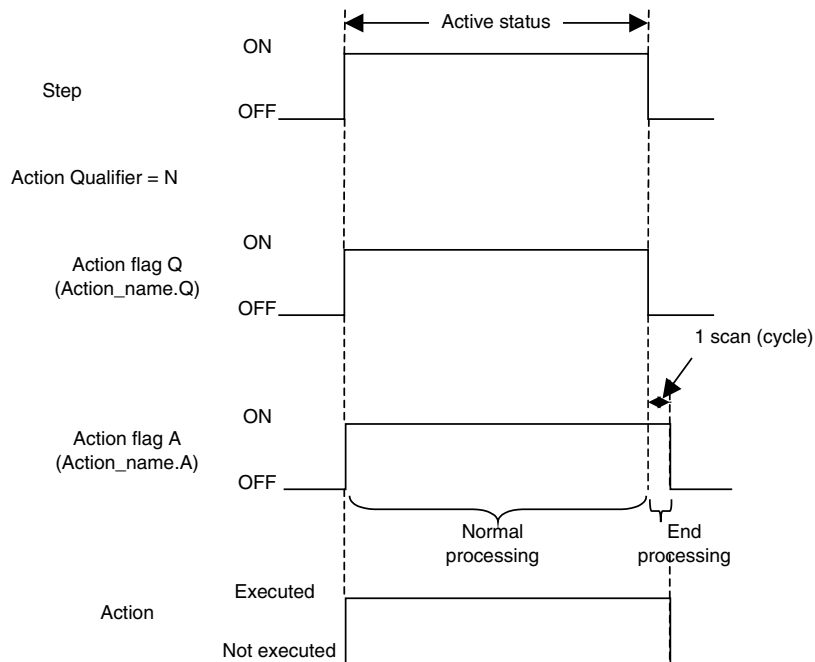 Active status
ON
Step
OFF
Action Qualifier = N
ON
Action flag Q
(Action_name.Q)
OFF
1 scan (cycle)
ON
Action flag A
(Action_name.A)
OFF
Normal
processing
End
processing
Executed
Action
Not executed